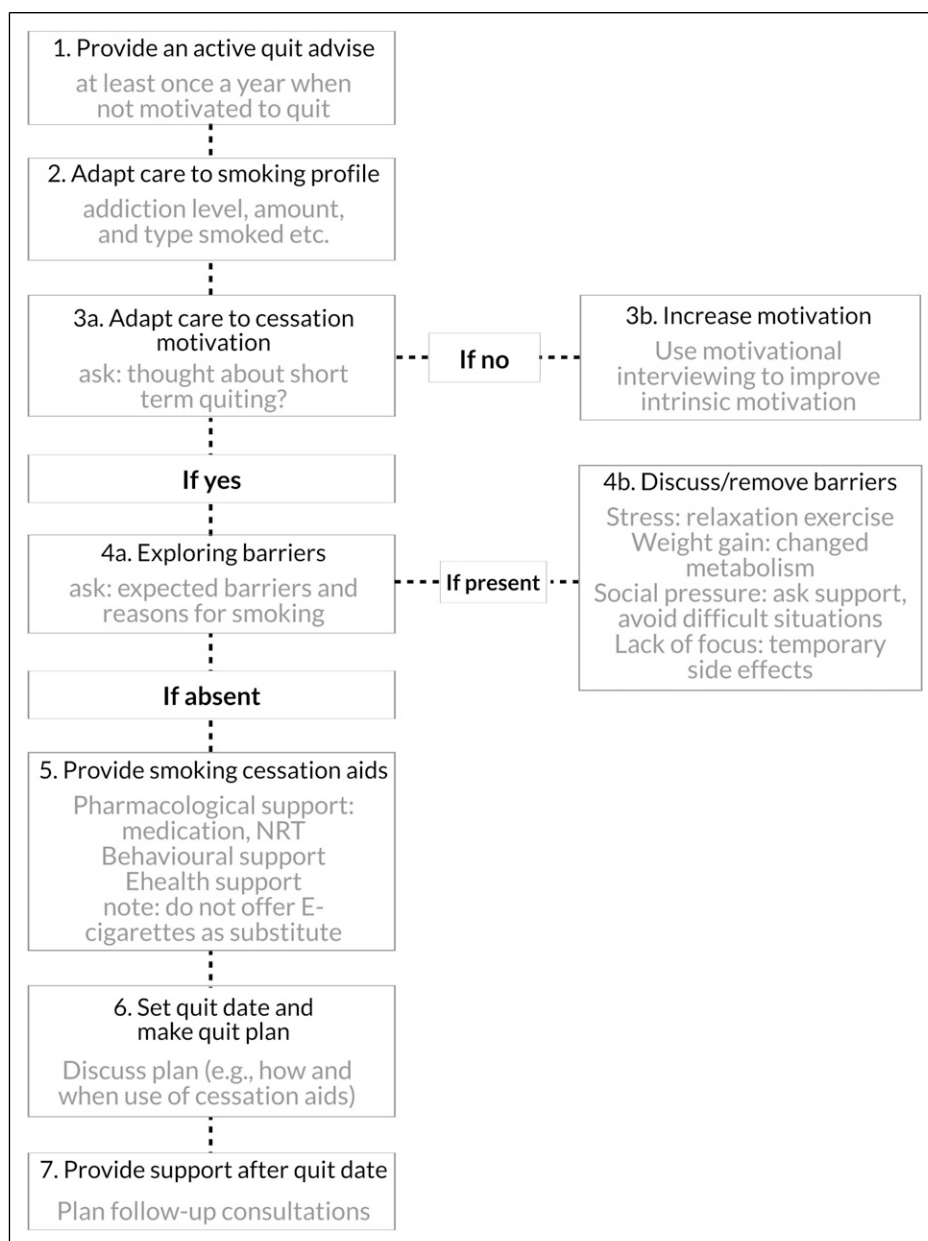 1. Provide an active quit advise
at least once a year when
not motivated to quit
2. Adapt care to smoking profile
addiction level, amount,
and type smoked etc.
3a. Adapt care to cessation
motivation
ask: thought about short
term quiting?
If no
3b. Increase motivation
Use motivational
interviewing to improve
intrinsic motivation
If yes
4a. Exploring barriers
ask: expected barriers and
reasons for smoking
If present
4b. Discuss/remove barriers
Stress: relaxation exercise
Weight gain: changed
metabolism
Social pressure: ask support,
avoid difficult situations
Lack of focus: temporary
side effects
If absent
5. Provide smoking cessation aids
Pharmacological support:
medication, NRT
Behavioural support
Ehealth support
note: do not offer E-
cigarettes as substitute
6. Set quit date and
make quit plan
Discuss plan (e.g., how and
when use of cessation aids)
7. Provide support after quit date
Plan follow-up consultations